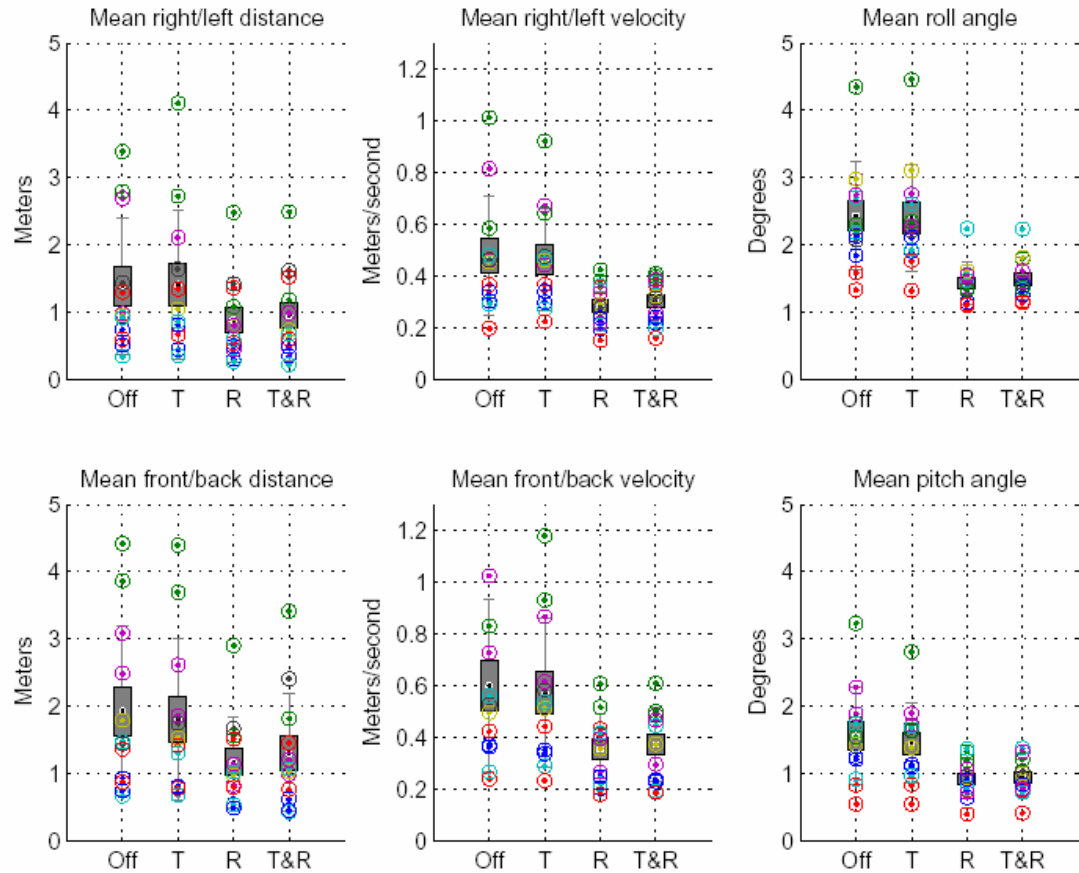 Mean right/left distance
Meters
5
4
3
2
1
0
Off T R T&R
Mean right/left velocity
Meters/second
1.2
1
0.8
0.6
0.4
0.2
0
Off T R T&R
Mean roll angle
Degrees
5
4
3
2
1
0
Off T R T&R
Mean front/back distance
Meters
5
4
3
2
1
0
Off T R T&R
Mean front/back velocity
Meters/second
1.2
1
0.8
0.6
0.4
0.2
0
Off T R T&R
Mean pitch angle
Degrees
5
4
3
2
1
0
Off T R T&R